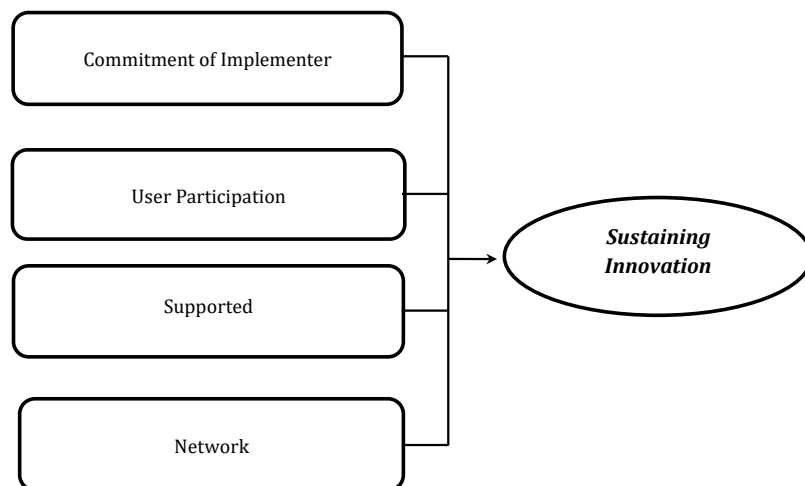 Commitment of Implementer
User Participation
Supported
Network
Sustaining
Innovation